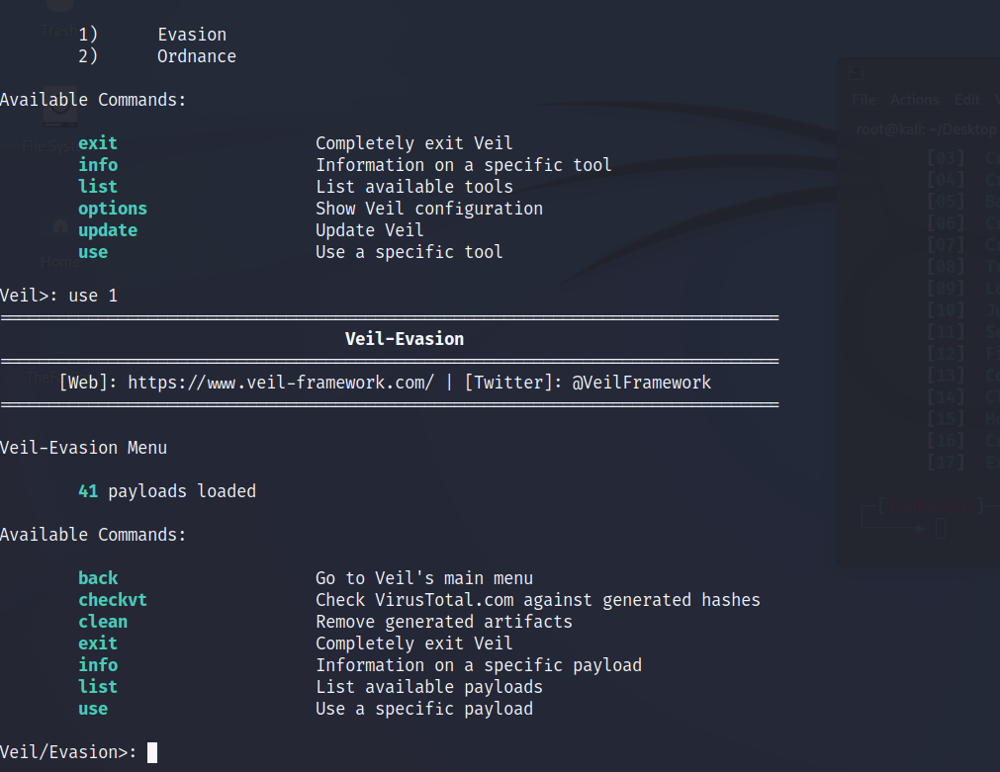 Trash
1) Evasion
2) Ordnance
Available Commands:
exit Completely exit Veil
info Information on a specific tool
list List available tools
options Show Veil configuration
update Update Veil
use Use a specific tool
Home
Veil>: use 1
Veil-Evasion
[Web]: https://www.veil-framework.com/ | [Twitter]: @VeilFramework
Veil-Evasion Menu
41 payloads loaded
Available Commands:
back Go to Veil's main menu
checkvt Check VirusTotal.com against generated hashes
clean Remove generated artifacts
exit Completely exit Veil
info Information on a specific payload
list List available payloads
use Use a specific payload
Veil/Evasion>:
File Actions Edit
root@kali: ~/Desktop
[03]
[04]
[05]
[06]
[07]
[08]
[09]
[10]
[11]
[12]
[13]
[14]
[15]
[16]
[17]